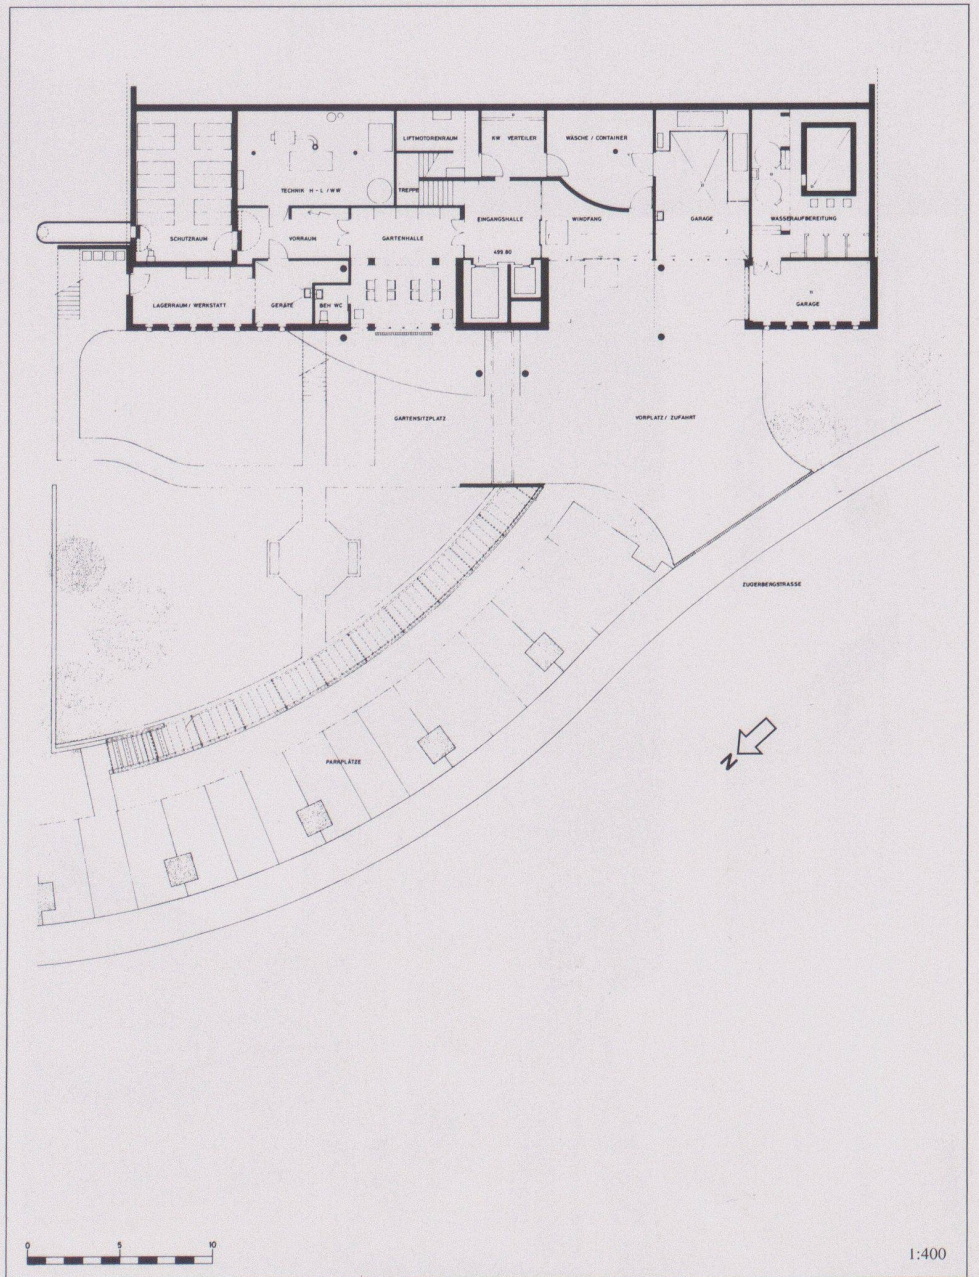 LIFTMOTORENRAUM
KW VERTEILER
WÄSCHE / CONTAINER
TECHNIK H - L / WW
TREPPE
SCHUTZRAUM
VORRAUM
GARTENHALLE
EINGANGSHALLE
WINDFANG
GARAGE
WASSERAUFBEREITUNG
499.80
LAGERRAUM / WERKSTATT
GERÄTE
BEH WC
GARAGE
GARTENSITZPLATZ
VORPLATZ / ZUFAHRT
ZUGERBERGSTRASSE
N
PARKPLÄTZE
0 5 10
1:400